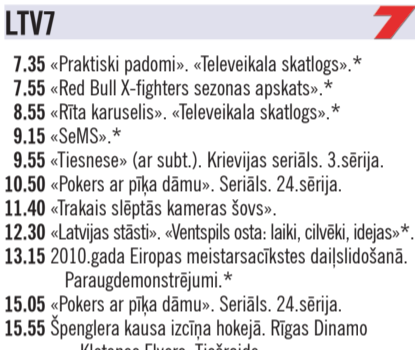 LTV7 7
7.35 «Praktiski padomi». «Televeikala skatlogs».*
7.55 «Red Bull X-fighters sezonas apskats».*
8.55 «Rīta karuselis». «Televeikala skatlogs».*
9.15 «SeMS».*
9.55 «Tiesnese» (ar subt.). Krievijas seriāls. 3.sērija.
10.50 «Pokers ar pīķa dāmu». Seriāls. 24.sērija.
11.40 «Trakais slēptās kameras šovs».
12.30 «Latvijas stāsti». «Ventspils osta: laiki, cilvēki, idejas»*.
13.15 2010.gada Eiropas meistarsacīkstes daiļslidošanā.
Paraugdemonstrējumi.*
15.05 «Pokers ar pīķa dāmu». Seriāls. 24.sērija.
15.55 Špenglera kausa izcīņa hokejā. Rīgas Dinamo